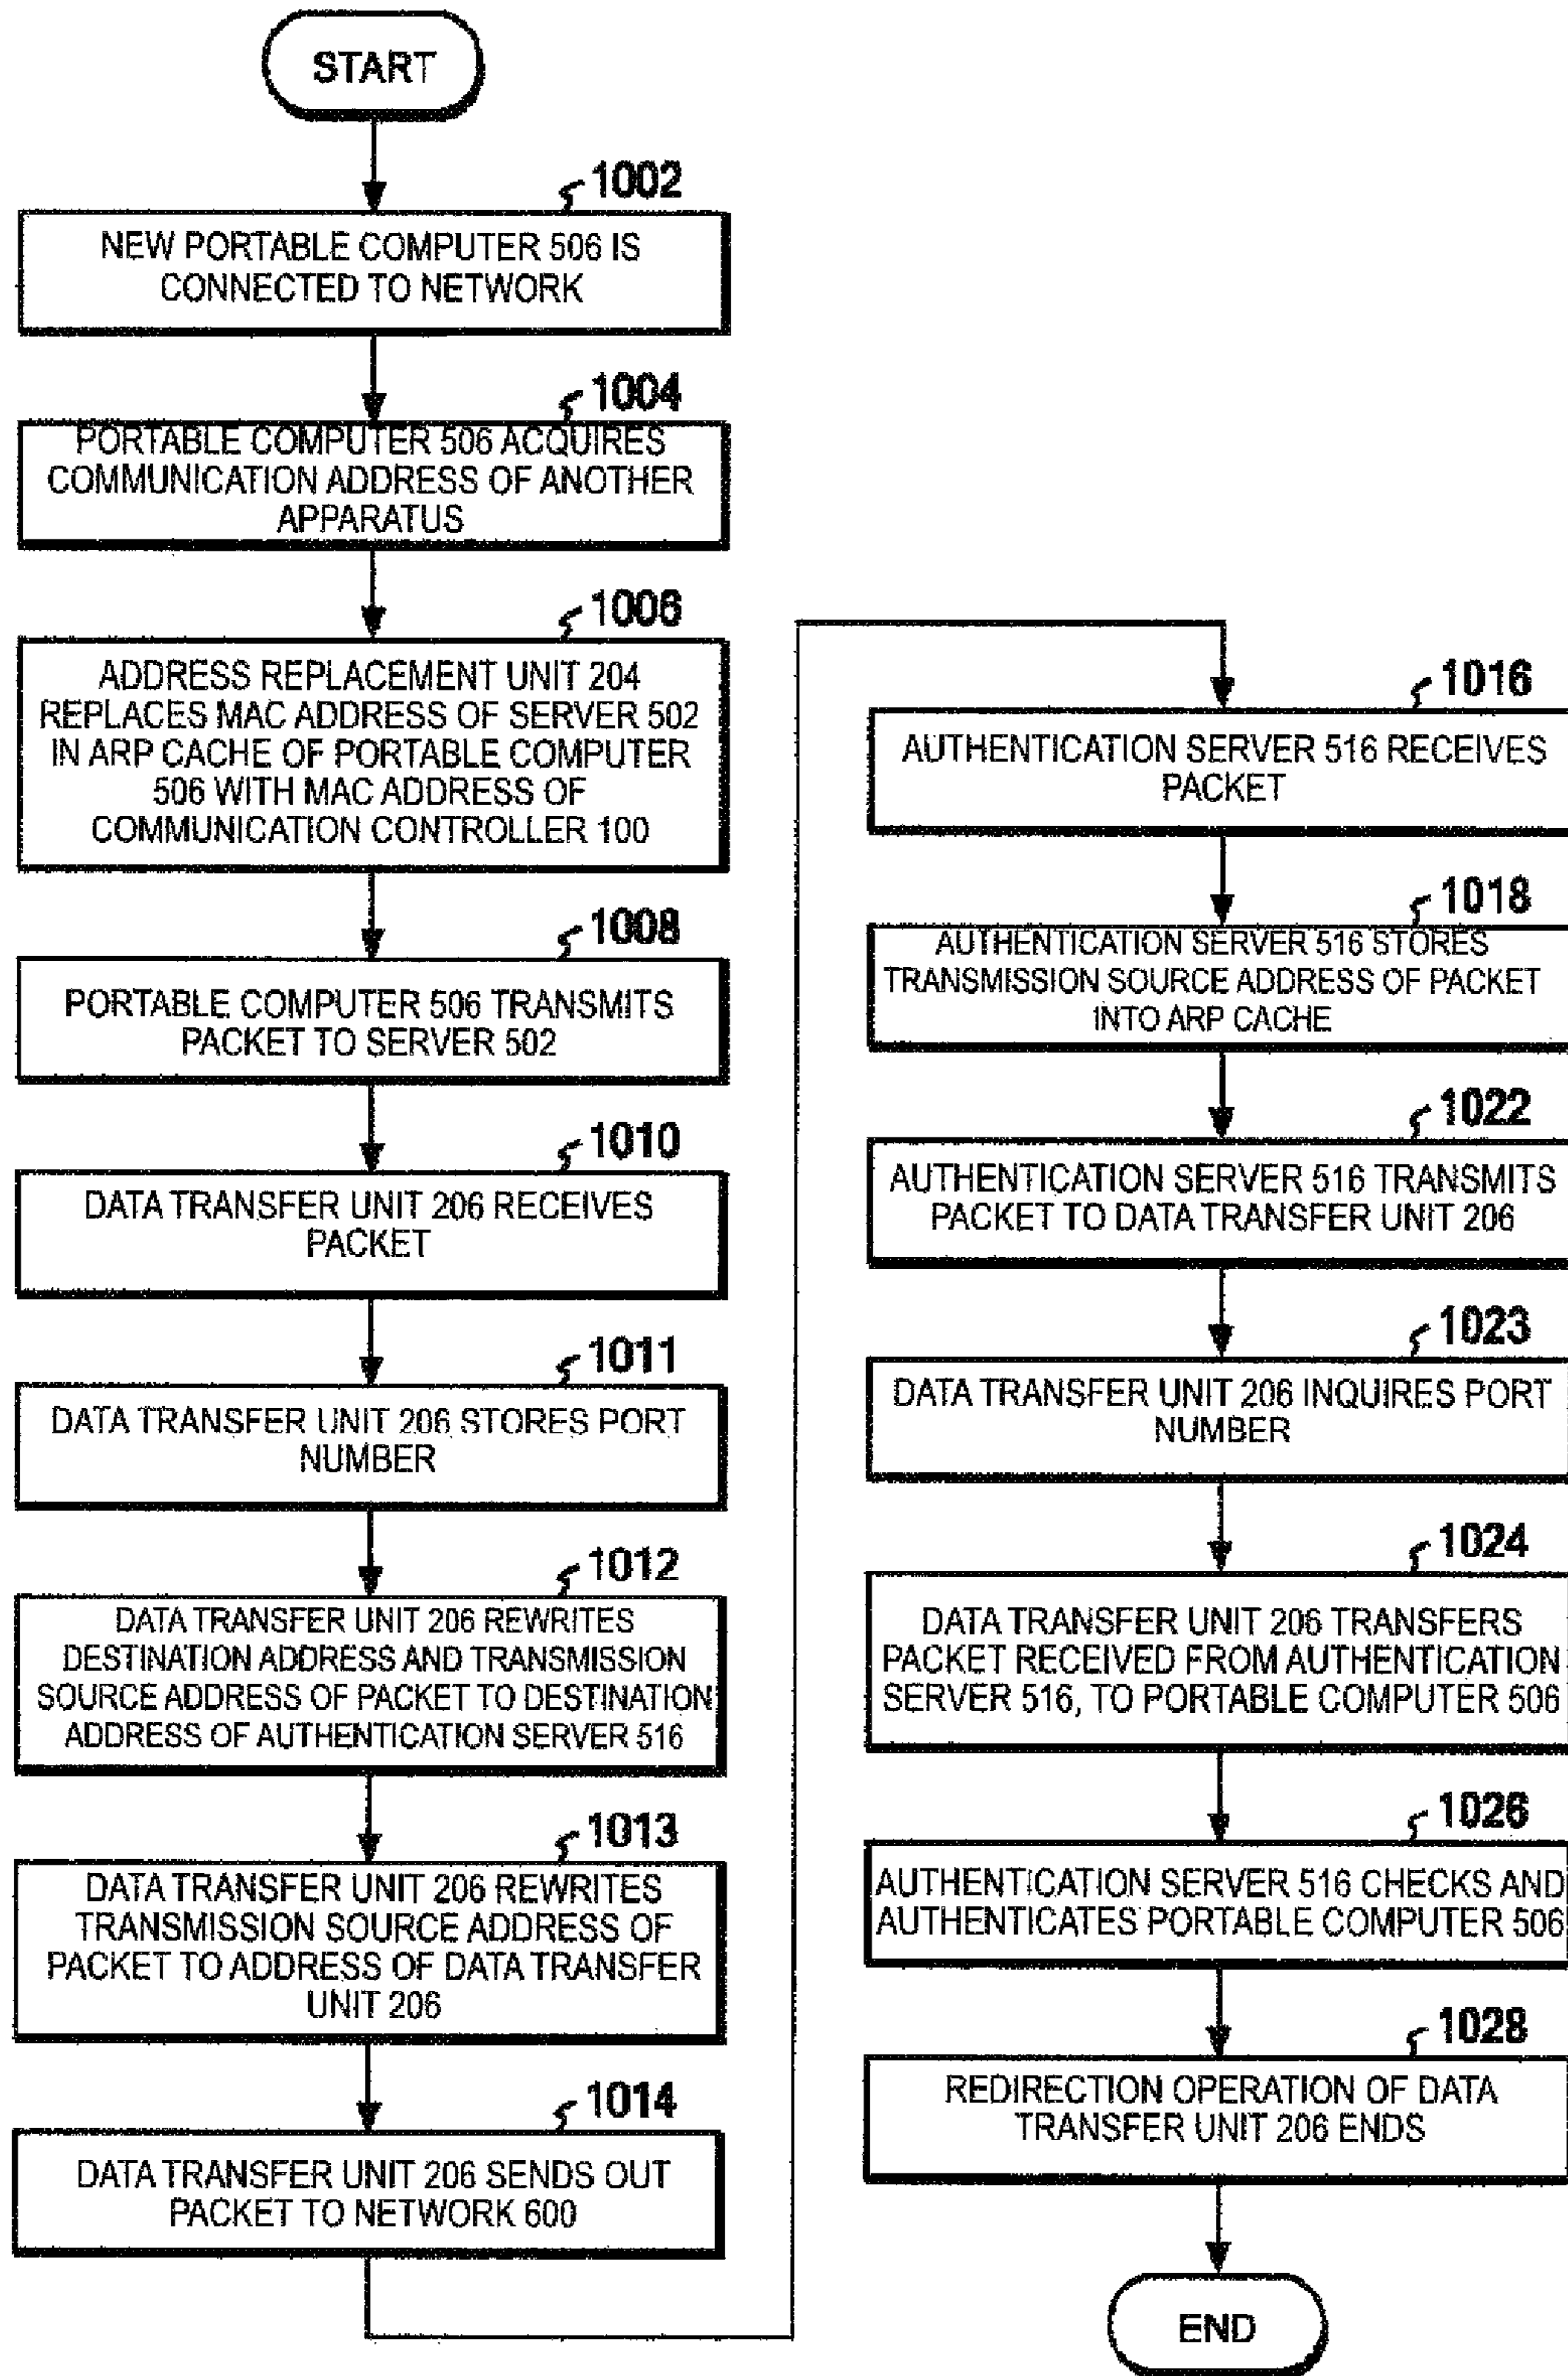 START
1002
NEW PORTABLE COMPUTER 506 IS
CONNECTED TO NETWORK
1004
PORTABLE COMPUTER 506 ACQUIRES
COMMUNICATION ADDRESS OF ANOTHER
APPARATUS
1006
ADDRESS REPLACEMENT UNIT 204
REPLACES MAC ADDRESS OF SERVER 502
IN ARP CACHE OF PORTABLE COMPUTER
506 WITH MAC ADDRESS OF
COMMUNICATION CONTROLLER 100
1008
PORTABLE COMPUTER 506 TRANSMITS
PACKET TO SERVER 502
1010
DATA TRANSFER UNIT 206 RECEIVES
PACKET
1011
DATA TRANSFER UNIT 206 STORES PORT
NUMBER
1012
DATA TRANSFER UNIT 206 REWRITES
DESTINATION ADDRESS AND TRANSMISSION
SOURCE ADDRESS OF PACKET TO DESTINATION
ADDRESS OF AUTHENTICATION SERVER 516
1013
DATA TRANSFER UNIT 206 REWRITES
TRANSMISSION SOURCE ADDRESS OF
PACKET TO ADDRESS OF DATA TRANSFER
UNIT 206
1014
DATA TRANSFER UNIT 206 SENDS OUT
PACKET TO NETWORK 600
1016
AUTHENTICATION SERVER 516 RECEIVES
PACKET
1018
AUTHENTICATION SERVER 516 STORES
TRANSMISSION SOURCE ADDRESS OF PACKET
INTO ARP CACHE
1022
AUTHENTICATION SERVER 516 TRANSMITS
PACKET TO DATA TRANSFER UNIT 206
1023
DATA TRANSFER UNIT 206 INQUIRES PORT
NUMBER
1024
DATA TRANSFER UNIT 206 TRANSFERS
PACKET RECEIVED FROM AUTHENTICATION
SERVER 516, TO PORTABLE COMPUTER 506
1026
AUTHENTICATION SERVER 516 CHECKS AND
AUTHENTICATES PORTABLE COMPUTER 506
1028
REDIRECTION OPERATION OF DATA
TRANSFER UNIT 206 ENDS
END